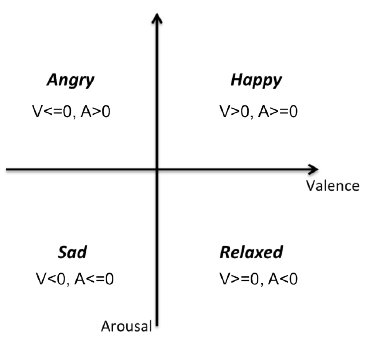 Angry
V<=0, A>0
Happy
V>0, A>=0
Valence
Sad
V<0, A<=0
Relaxed
V>=0, A<0
Arousal